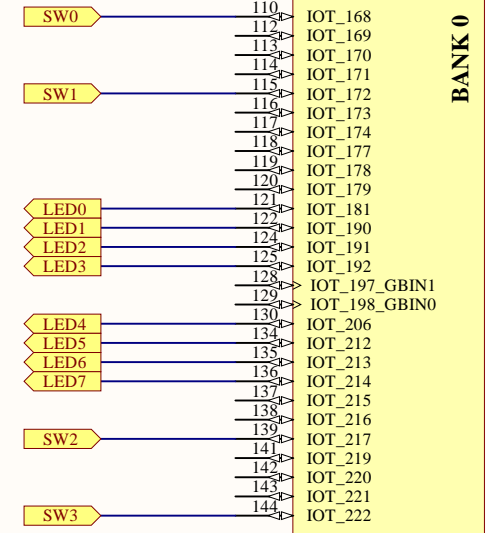 SW0 110 IOT_168
112 IOT_169
113 IOT_170
114 IOT_171
SW1 115 IOT_172
116 IOT_173
117 IOT_174
118 IOT_177
119 IOT_178
120 IOT_179
LED0 121 IOT_181
LED1 122 IOT_190
LED2 124 IOT_191
LED3 125 IOT_192
128 IOT_197_GBIN1
129 IOT_198_GBIN0
LED4 130 IOT_206
LED5 134 IOT_212
LED6 135 IOT_213
LED7 136 IOT_214
137 IOT_215
138 IOT_216
SW2 139 IOT_217
141 IOT_219
142 IOT_220
143 IOT_221
SW3 144 IOT_222
BANK 0